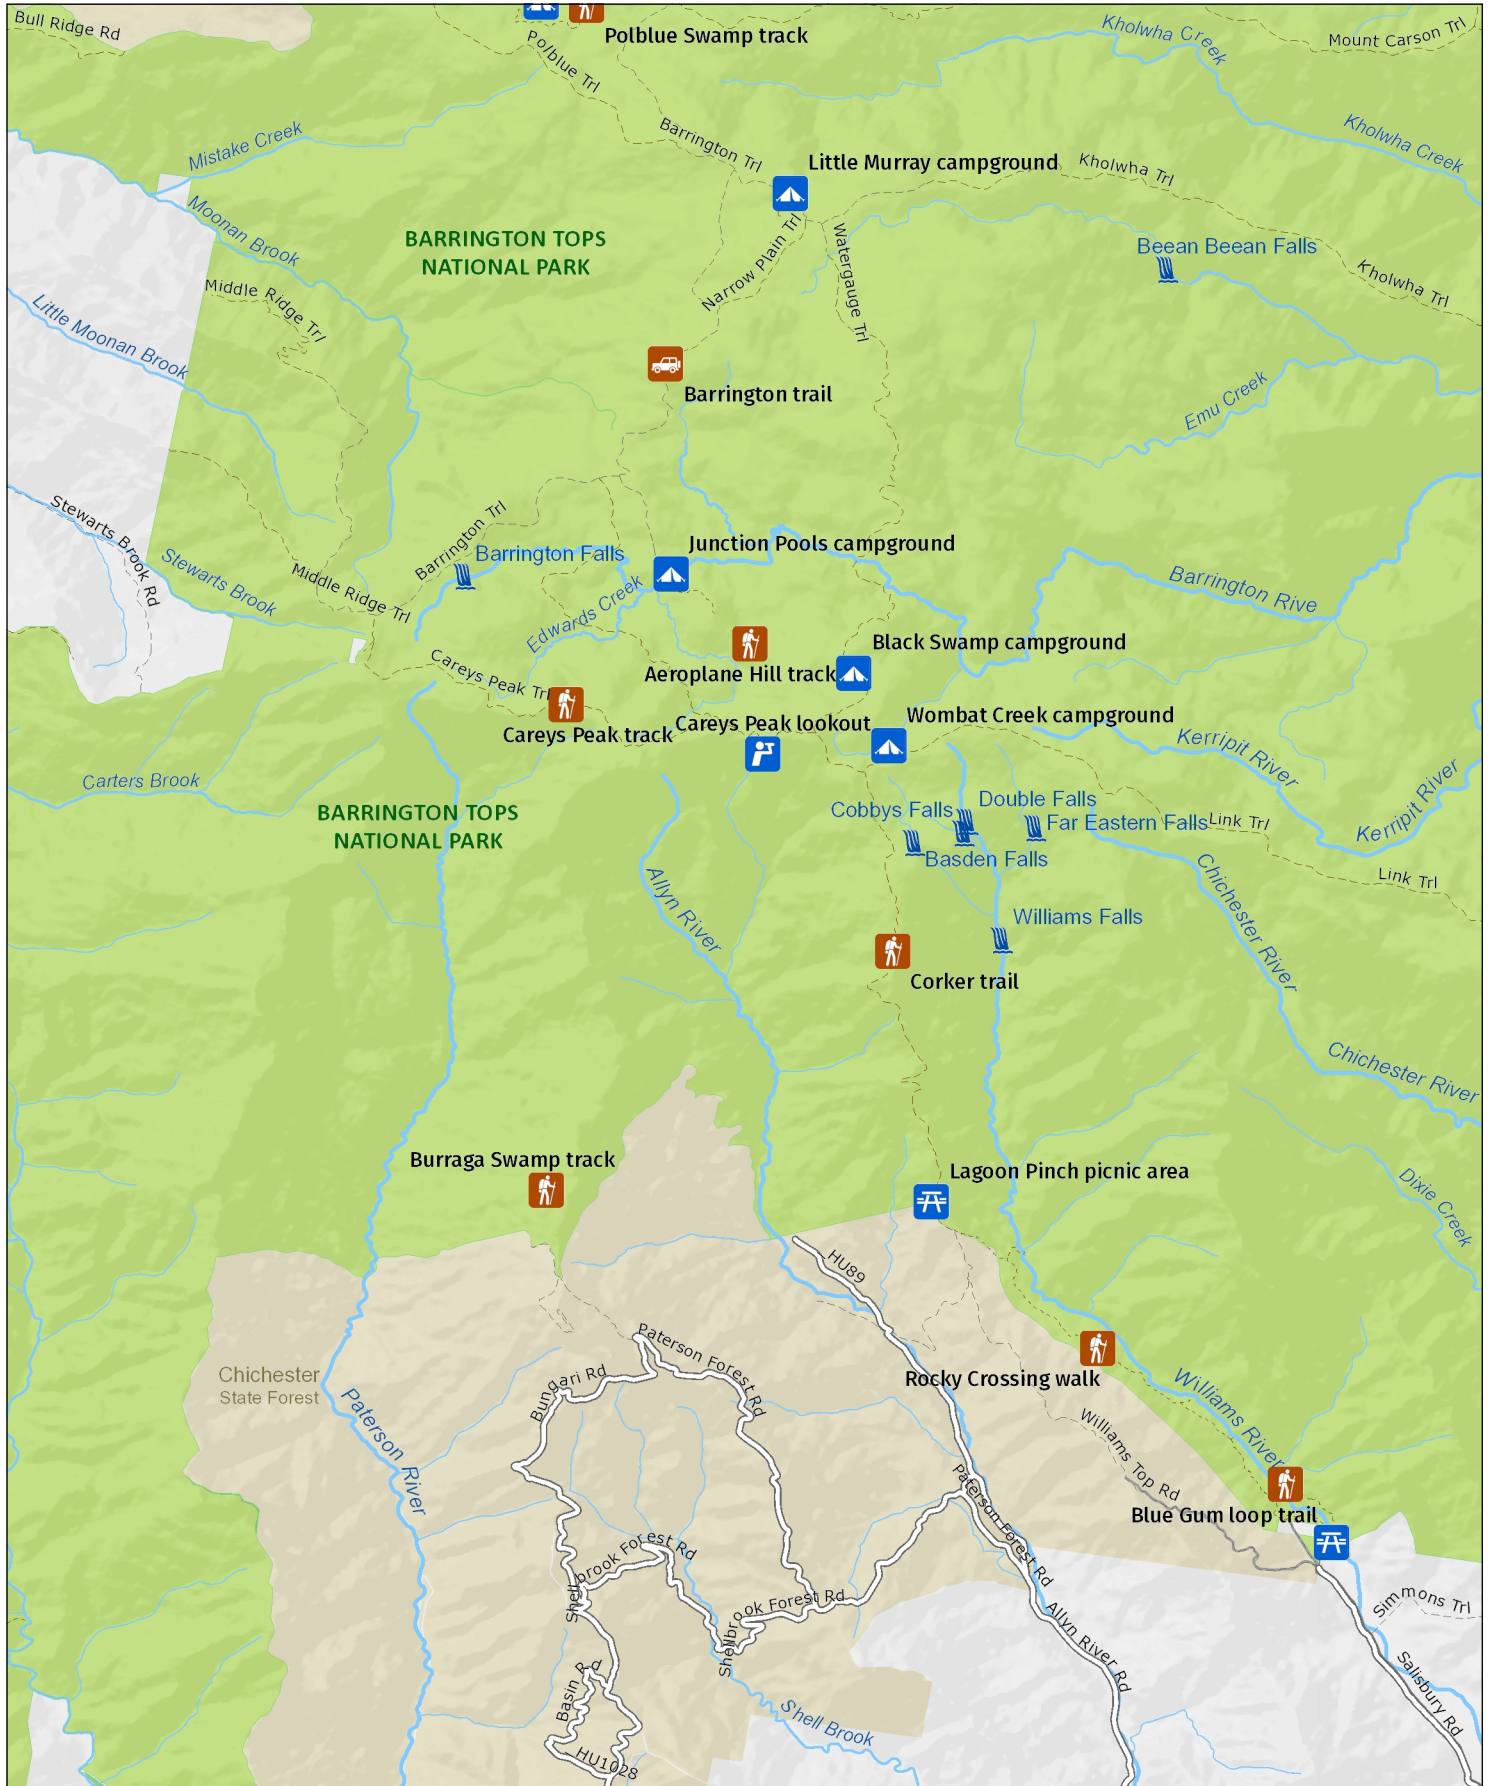 Bull Ridge Rd
Polblue Swamp track
Polblue Trl
Kholwha Creek
Mount Carson Trl
Mistake Creek
Barrington Trl
Kholwha Creek
Little Murray campground
Kholwha Trl
Moonan Brook
BARRINGTON TOPS
NATIONAL PARK
Narrow Plain Trl
Watergauge Trl
Beean Beean Falls
Kholwha Trl
Middle Ridge Trl
Little Moonan Brook
Barrington trail
Emu Creek
Stewarts Brook Rd
Barrington Trl
Barrington Falls
Junction Pools campground
Stewarts Brook
Middle Ridge Trl
Edwards Creek
Barrington Rive
Black Swamp campground
Careys Peak Trl
Aeroplane Hill track
Careys Peak track
Careys Peak lookout
Wombat Creek campground
Kerripit River
Kerripit River
Carters Brook
BARRINGTON TOPS
NATIONAL PARK
Cobbys Falls
Double Falls
Far Eastern Falls
Link Trl
Basden Falls
Link Trl
Allyn River
Chichester River
Williams Falls
Corker trail
Chichester River
Burraga Swamp track
Lagoon Pinch picnic area
Dixie Creek
HU89
Paterson Forest Rd
Chichester
State Forest
Bungari Rd
Rocky Crossing walk
Paterson River
Williams River
Williams Top Rd
Paterson Forest Rd
Blue Gum loop trail
Shellbrook Forest Rd
Shellbrook Forest Rd
Simmons Trl
Allyn River Rd
Basin Rd
Salisbury Rd
Shell Brook
HU1028